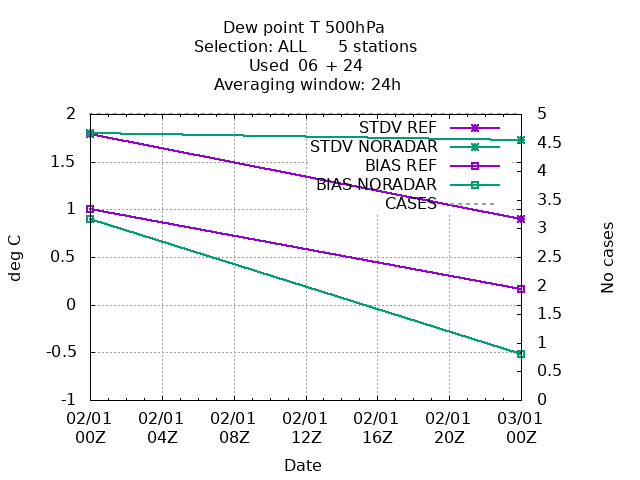 Dew point T 500hPa
Selection: ALL 5 stations
Used 06 + 24
Averaging window: 24h
2
1.5
1
0.5
0
-0.5
-1
deg C
5
4.5
4
3.5
3
2.5
2
1.5
1
0.5
0
No cases
STDV REF
STDV NORADAR
BIAS REF
BIAS NORADAR
CASES
02/01 02/01 02/01 02/01 02/01 02/01 03/01
00Z 04Z 08Z 12Z 16Z 20Z 00Z
Date